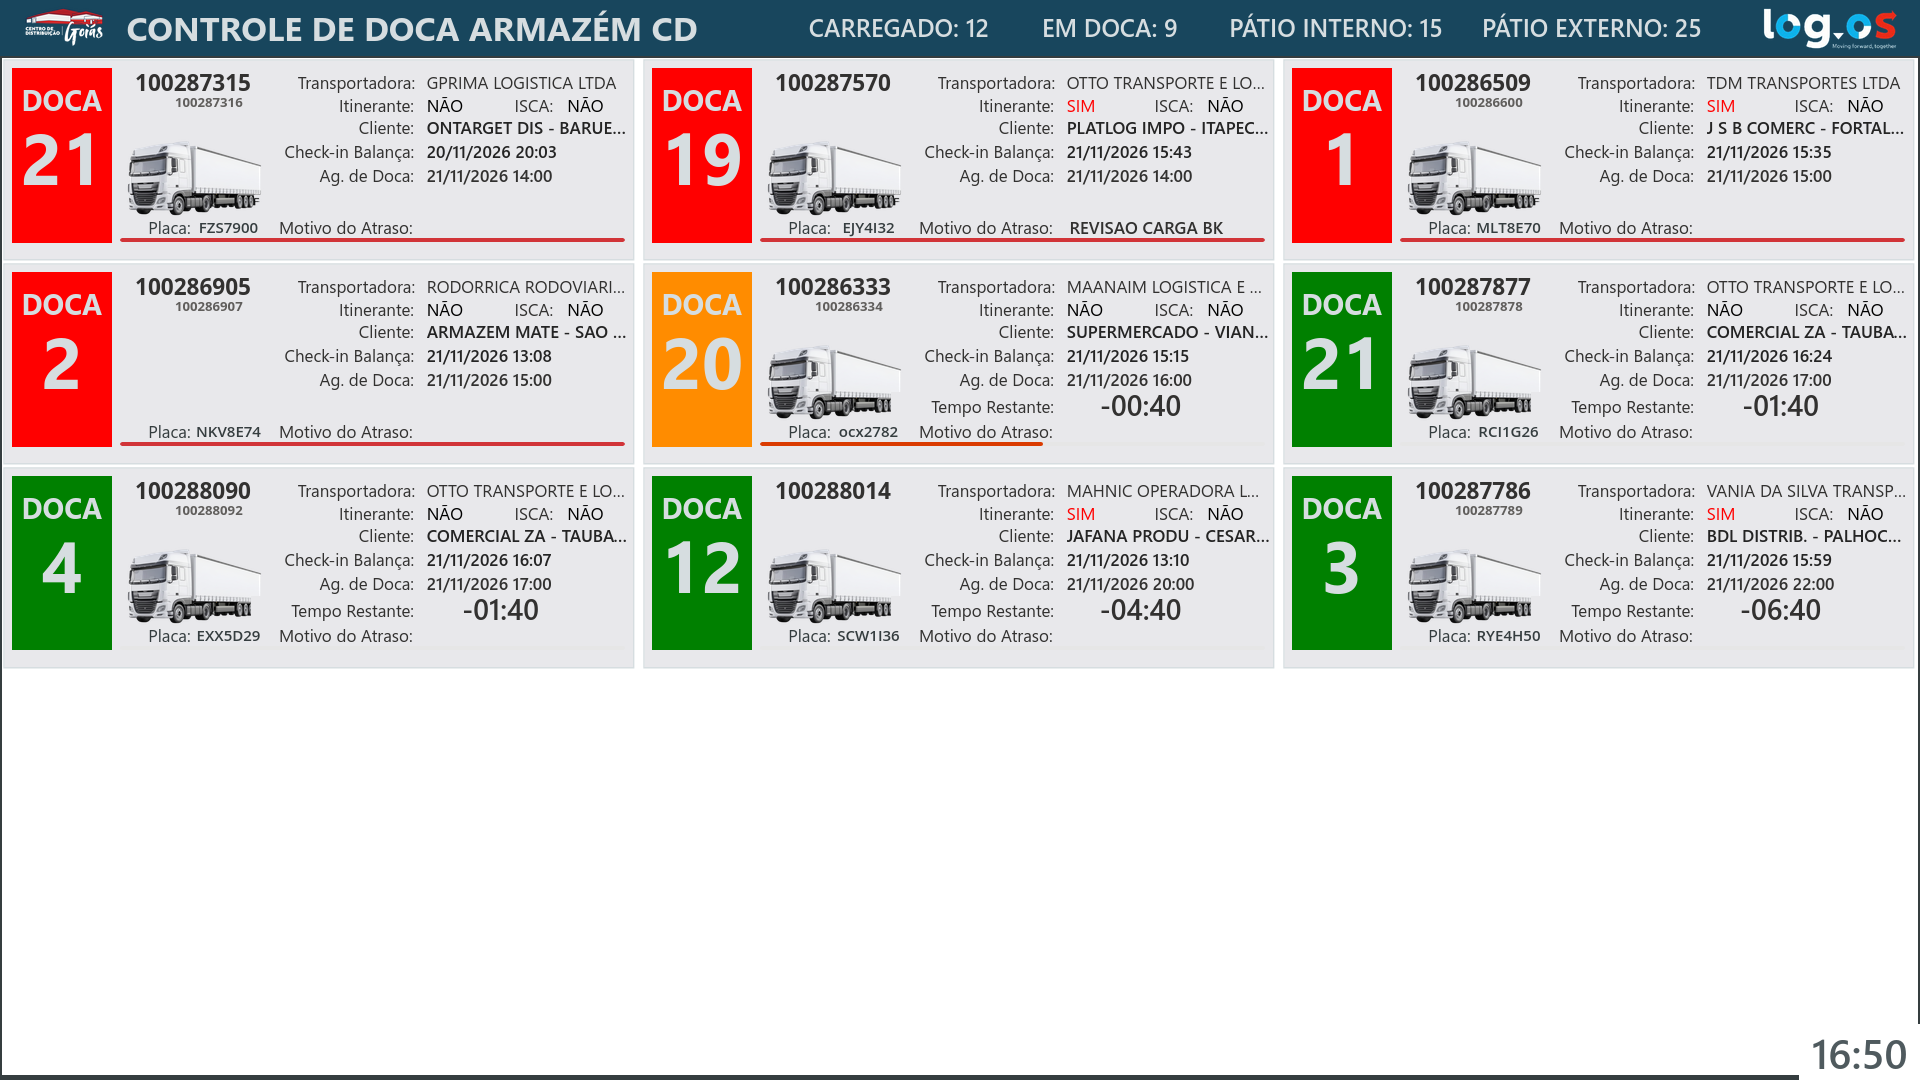 CENTRO DE DISTRIBUIÇÃO Goiás
CONTROLE DE DOCA ARMAZÉM CD
CARREGADO: 12 EM DOCA: 9 PÁTIO INTERNO: 15 PÁTIO EXTERNO: 25
log.os
Moving forward, together
DOCA
21
100287315
100287316
Transportadora: GPRIMA LOGISTICA LTDA
Itinerante: NÃO ISCA: NÃO
Cliente: ONTARGET DIS - BARUE...
Check-in Balança: 20/11/2026 20:03
Ag. de Doca: 21/11/2026 14:00
Placa: FZS7900 Motivo do Atraso:
DOCA
19
100287570
Transportadora: OTTO TRANSPORTE E LO...
Itinerante: SIM ISCA: NÃO
Cliente: PLATLOG IMPO - ITAPEC...
Check-in Balança: 21/11/2026 15:43
Ag. de Doca: 21/11/2026 14:00
Placa: EJY4I32 Motivo do Atraso: REVISAO CARGA BK
DOCA
1
100286509
100286600
Transportadora: TDM TRANSPORTES LTDA
Itinerante: SIM ISCA: NÃO
Cliente: J S B COMERC - FORTAL...
Check-in Balança: 21/11/2026 15:35
Ag. de Doca: 21/11/2026 15:00
Placa: MLT8E70 Motivo do Atraso:
DOCA
2
100286905
100286907
Transportadora: RODORRICA RODOVIARI...
Itinerante: NÃO ISCA: NÃO
Cliente: ARMAZEM MATE - SAO ...
Check-in Balança: 21/11/2026 13:08
Ag. de Doca: 21/11/2026 15:00
Placa: NKV8E74 Motivo do Atraso:
DOCA
20
100286333
100286334
Transportadora: MAANAIM LOGISTICA E ...
Itinerante: NÃO ISCA: NÃO
Cliente: SUPERMERCADO - VIAN...
Check-in Balança: 21/11/2026 15:15
Ag. de Doca: 21/11/2026 16:00
Tempo Restante: -00:40
Placa: ocx2782 Motivo do Atraso:
DOCA
21
100287877
100287878
Transportadora: OTTO TRANSPORTE E LO...
Itinerante: NÃO ISCA: NÃO
Cliente: COMERCIAL ZA - TAUBA...
Check-in Balança: 21/11/2026 16:24
Ag. de Doca: 21/11/2026 17:00
Tempo Restante: -01:40
Placa: RCI1G26 Motivo do Atraso:
DOCA
4
100288090
100288092
Transportadora: OTTO TRANSPORTE E LO...
Itinerante: NÃO ISCA: NÃO
Cliente: COMERCIAL ZA - TAUBA...
Check-in Balança: 21/11/2026 16:07
Ag. de Doca: 21/11/2026 17:00
Tempo Restante: -01:40
Placa: EXX5D29 Motivo do Atraso:
DOCA
12
100288014
Transportadora: MAHNIC OPERADORA L...
Itinerante: SIM ISCA: NÃO
Cliente: JAFANA PRODU - CESAR...
Check-in Balança: 21/11/2026 13:10
Ag. de Doca: 21/11/2026 20:00
Tempo Restante: -04:40
Placa: SCW1I36 Motivo do Atraso:
DOCA
3
100287786
100287789
Transportadora: VANIA DA SILVA TRANSP...
Itinerante: SIM ISCA: NÃO
Cliente: BDL DISTRIB. - PALHOC...
Check-in Balança: 21/11/2026 15:59
Ag. de Doca: 21/11/2026 22:00
Tempo Restante: -06:40
Placa: RYE4H50 Motivo do Atraso:
16:50